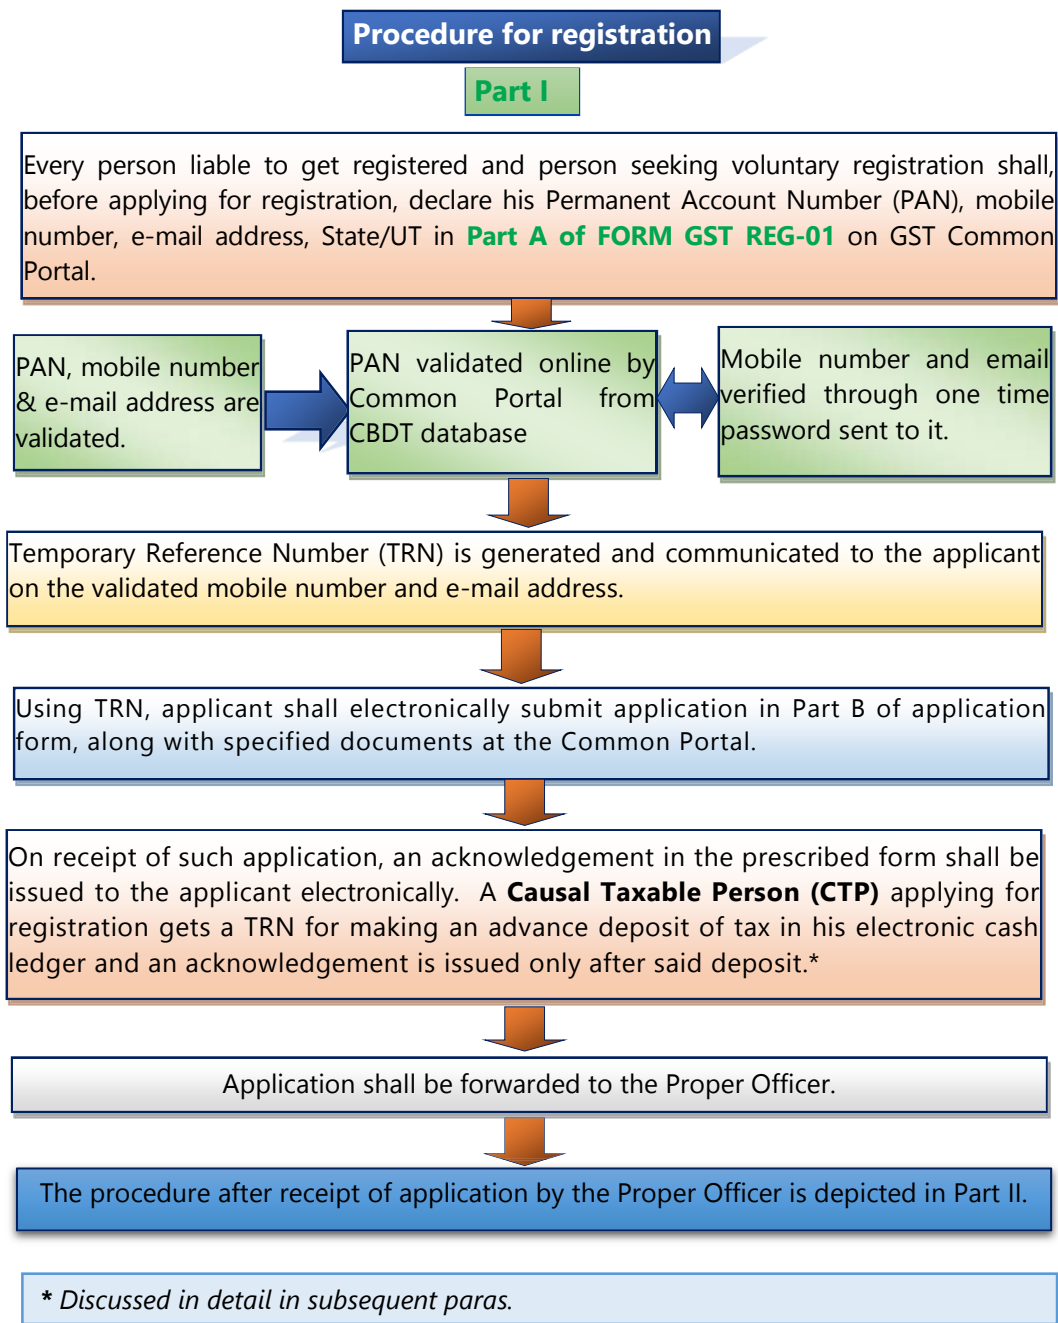 Procedure for registration
Part I
Every person liable to get registered and person seeking voluntary registration shall,
before applying for registration, declare his Permanent Account Number (PAN), mobile
number, e-mail address, State/UT in Part A of FORM GST REG-01 on GST Common
Portal.
PAN, mobile number
& e-mail address are
validated.
PAN validated online by
Common Portal from
CBDT database
Mobile number and email
verified through one time
password sent to it.
Temporary Reference Number (TRN) is generated and communicated to the applicant
on the validated mobile number and e-mail address.
Using TRN, applicant shall electronically submit application in Part B of application
form, along with specified documents at the Common Portal.
On receipt of such application, an acknowledgement in the prescribed form shall be
issued to the applicant electronically. A Causal Taxable Person (CTP) applying for
registration gets a TRN for making an advance deposit of tax in his electronic cash
ledger and an acknowledgement is issued only after said deposit.*
Application shall be forwarded to the Proper Officer.
The procedure after receipt of application by the Proper Officer is depicted in Part II.
* Discussed in detail in subsequent paras.